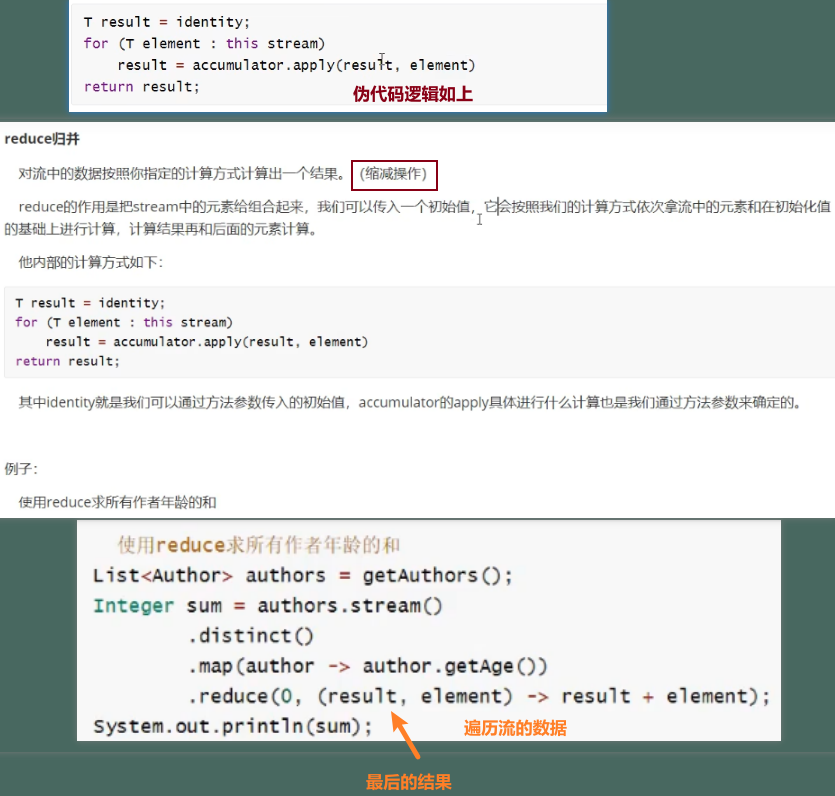 T result = identity;
for (T element : this stream)
result = accumulator.apply(result, element)
return result;
伪代码逻辑如上
reduce归并
对流中的数据按照你指定的计算方式计算出一个结果。(缩减操作)
reduce的作用是把stream中的元素给组合起来，我们可以传入一个初始值，它会按照我们的计算方式依次拿流中的元素和在初始化值
的基础上进行计算，计算结果再和后面的元素计算。
他内部的计算方式如下：
T result = identity;
for (T element : this stream)
result = accumulator.apply(result, element)
return result;
其中identity就是我们可以通过方法参数传入的初始值，accumulator的apply具体进行什么计算也是我们通过方法参数来确定的。
例子：
使用reduce求所有作者年龄的和
使用reduce求所有作者年龄的和
List<Author> authors = getAuthors();
Integer sum = authors.stream()
.distinct()
.map(author -> author.getAge())
.reduce(0, (result, element) -> result + element);
System.out.println(sum);
遍历流的数据
最后的结果